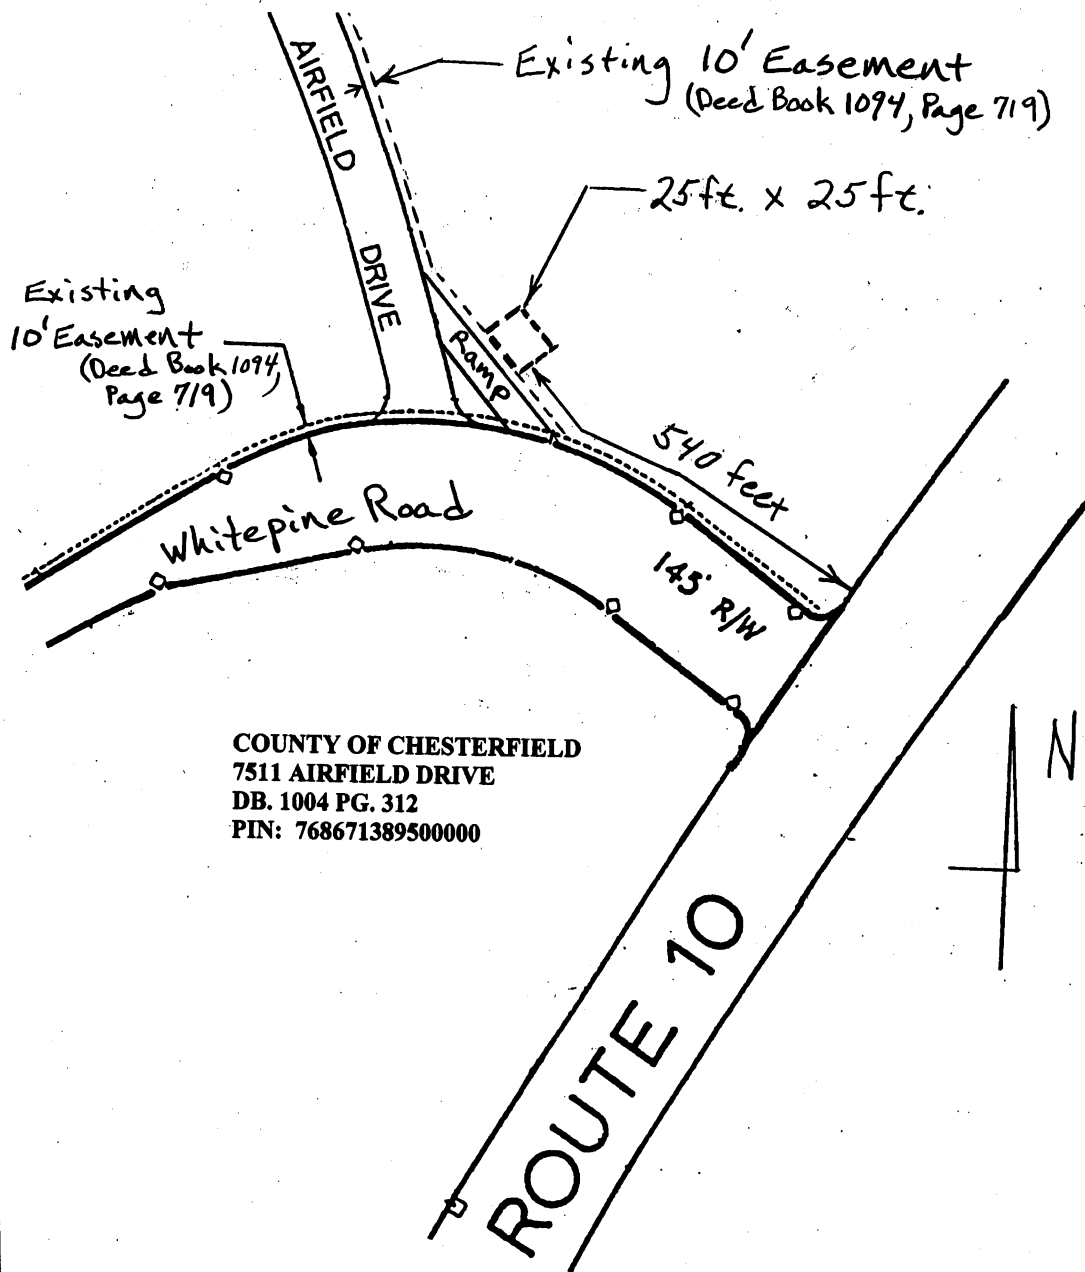 AIRFIELD DRIVE
Existing 10' Easement
(Deed Book 1094, Page 719)
25ft. x 25ft.
Existing
10' Easement
(Deed Book 1094,
Page 719)
Ramp
540 feet
Whitepine Road
145' R/W
COUNTY OF CHESTERFIELD
7511 AIRFIELD DRIVE
DB. 1004 PG. 312
PIN: 768671389500000
N
ROUTE 10